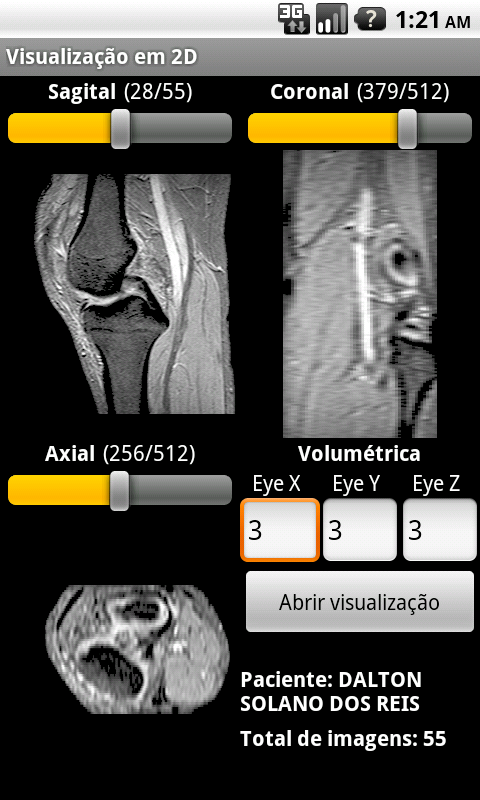 3G ? 1:21 AM
Visualização em 2D
Sagital (28/55)
Coronal (379/512)
Axial (256/512)
Volumétrica
Eye X Eye Y Eye Z
3 3 3
Abrir visualização
Paciente: DALTON
SOLANO DOS REIS
Total de imagens: 55